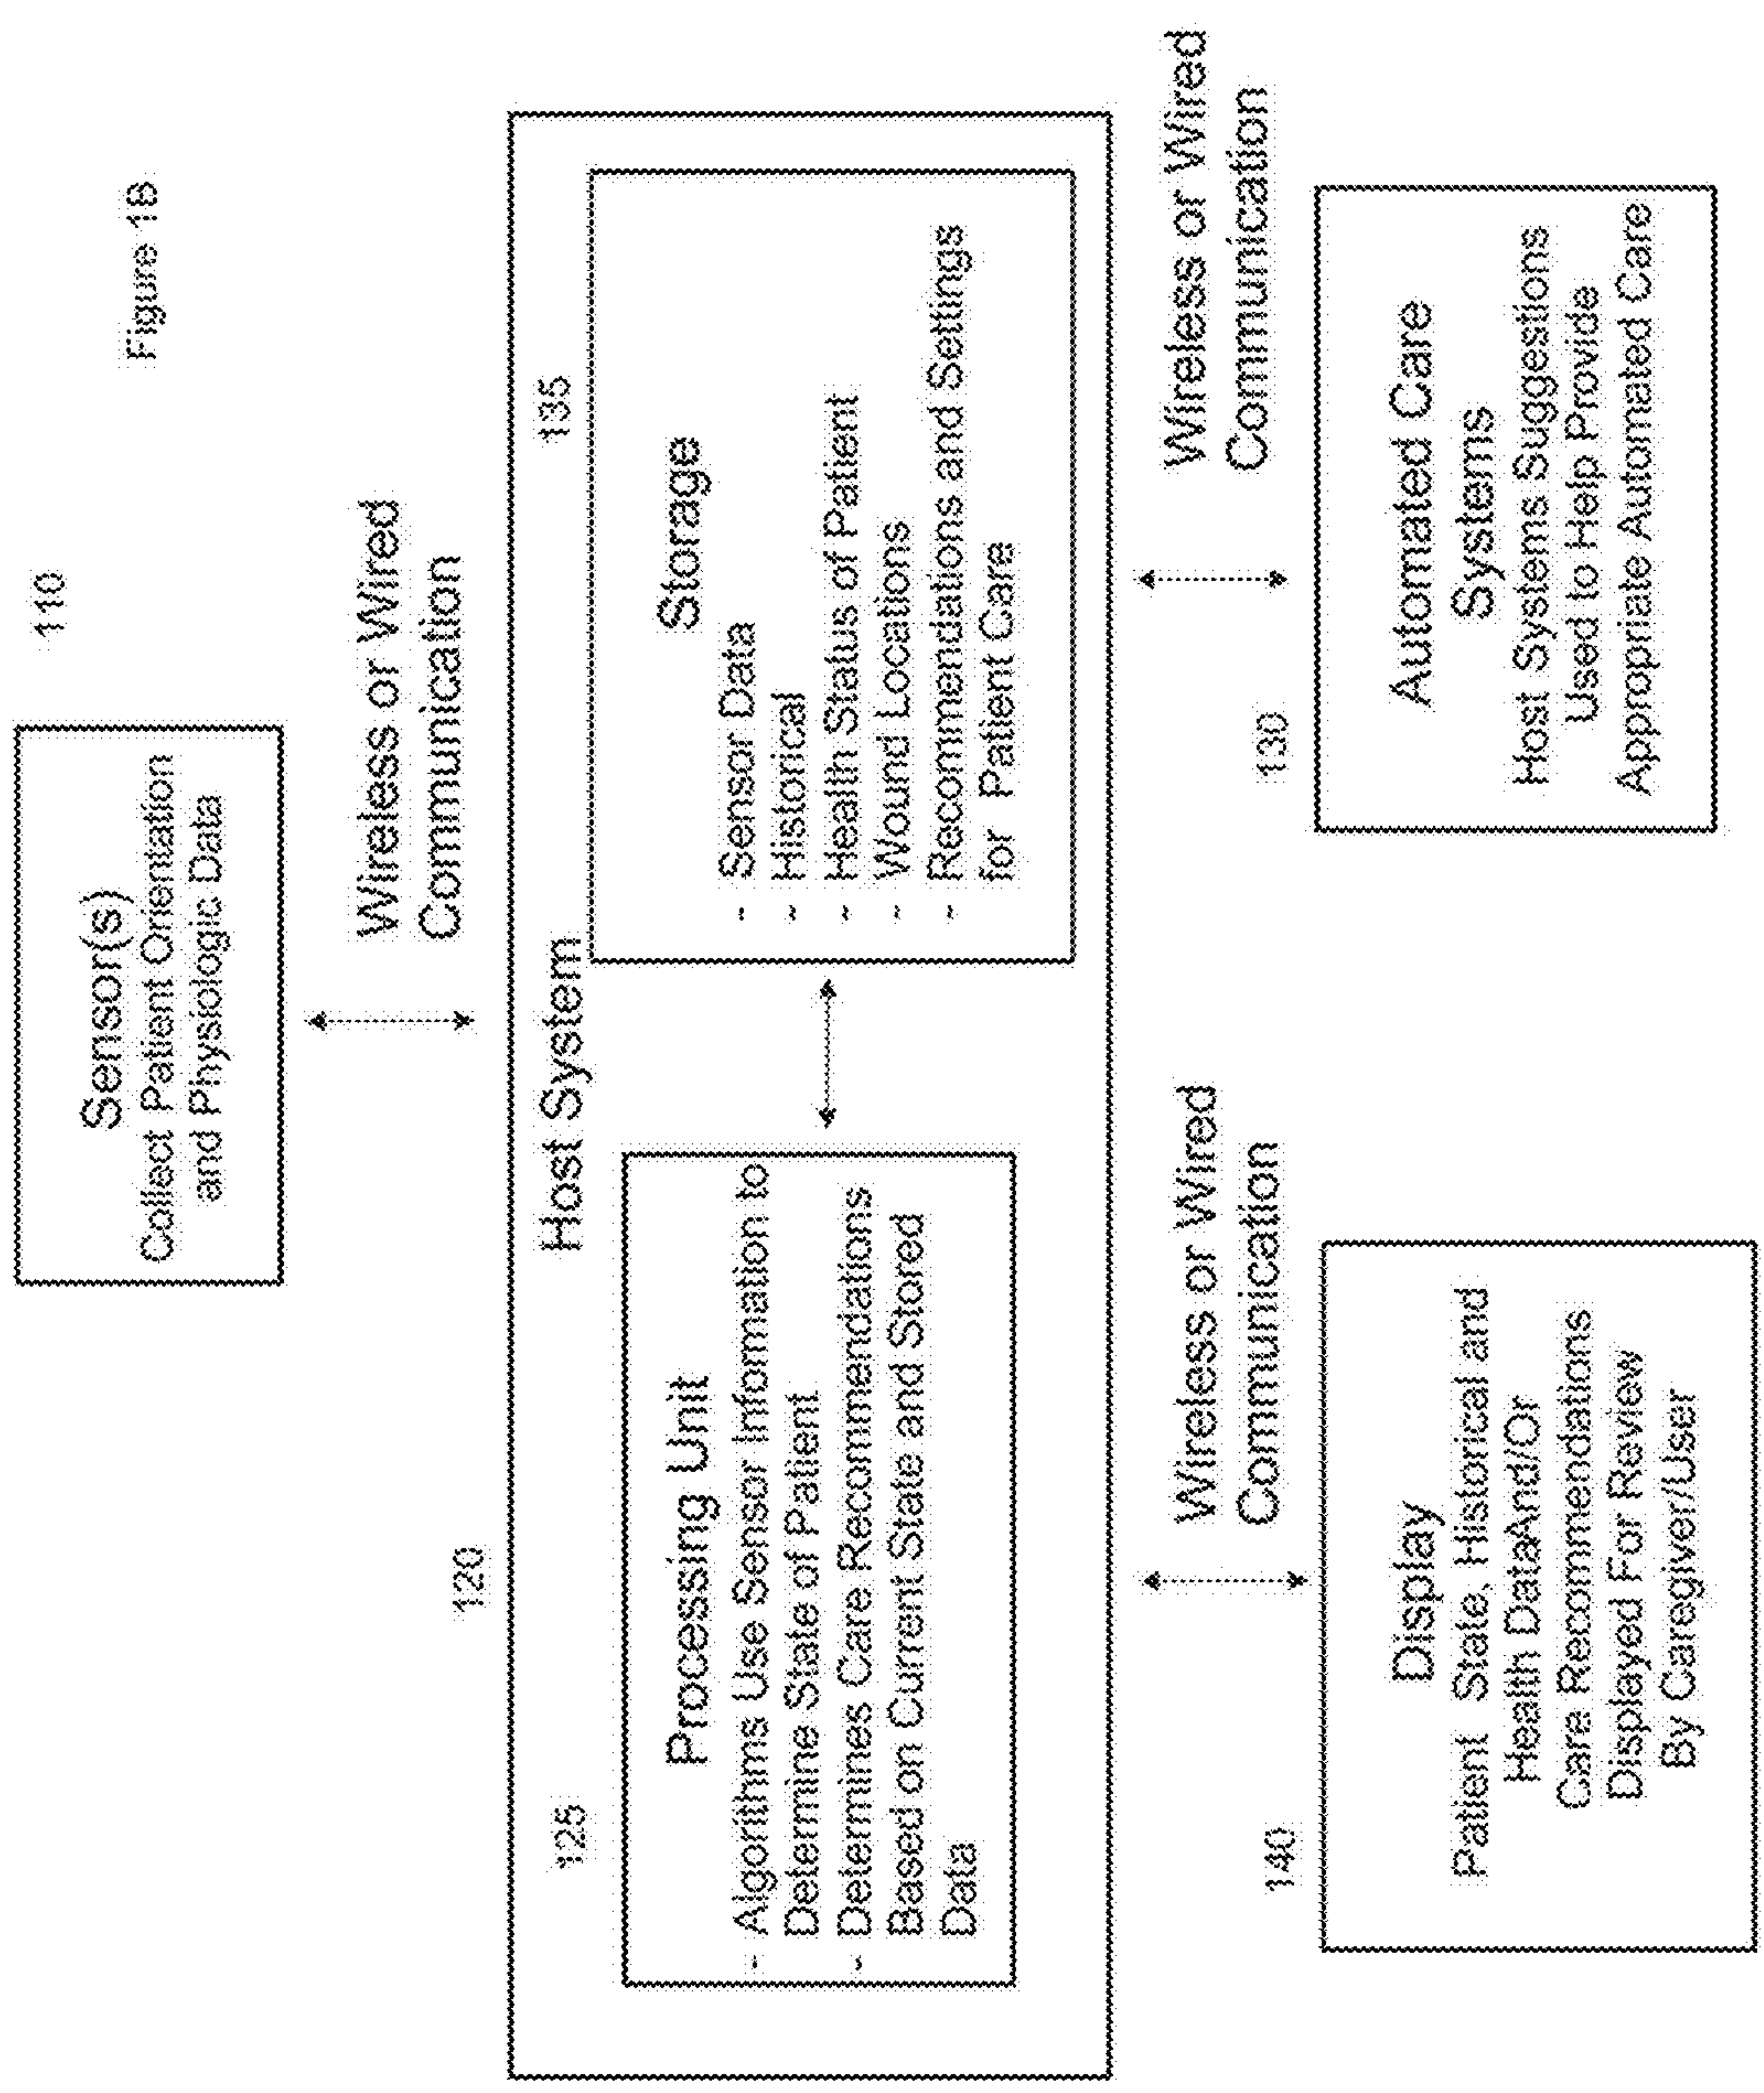 110
Figure 1B
Sensor(s)
Collect Patient Orientation
and Physiologic Data
Wireless or Wired
Communication
120
Host System
125
Processing Unit
- Algorithms Use Sensor Information to
Determine State of Patient
- Determines Care Recommendations
Based on Current State and Stored
Data
135
Storage
- Sensor Data
- Historical
- Health Status of Patient
- Wound Locations
- Recommendations and Settings
for Patient Care
Wireless or Wired
Communication
Wireless or Wired
Communication
140
Display
Patient State, Historical and
Health DataAnd/Or
Care Recommendations
Displayed For Review
By Caregiver/User
130
Automated Care
Systems
Host Systems Suggestions
Used to Help Provide
Appropriate Automated Care